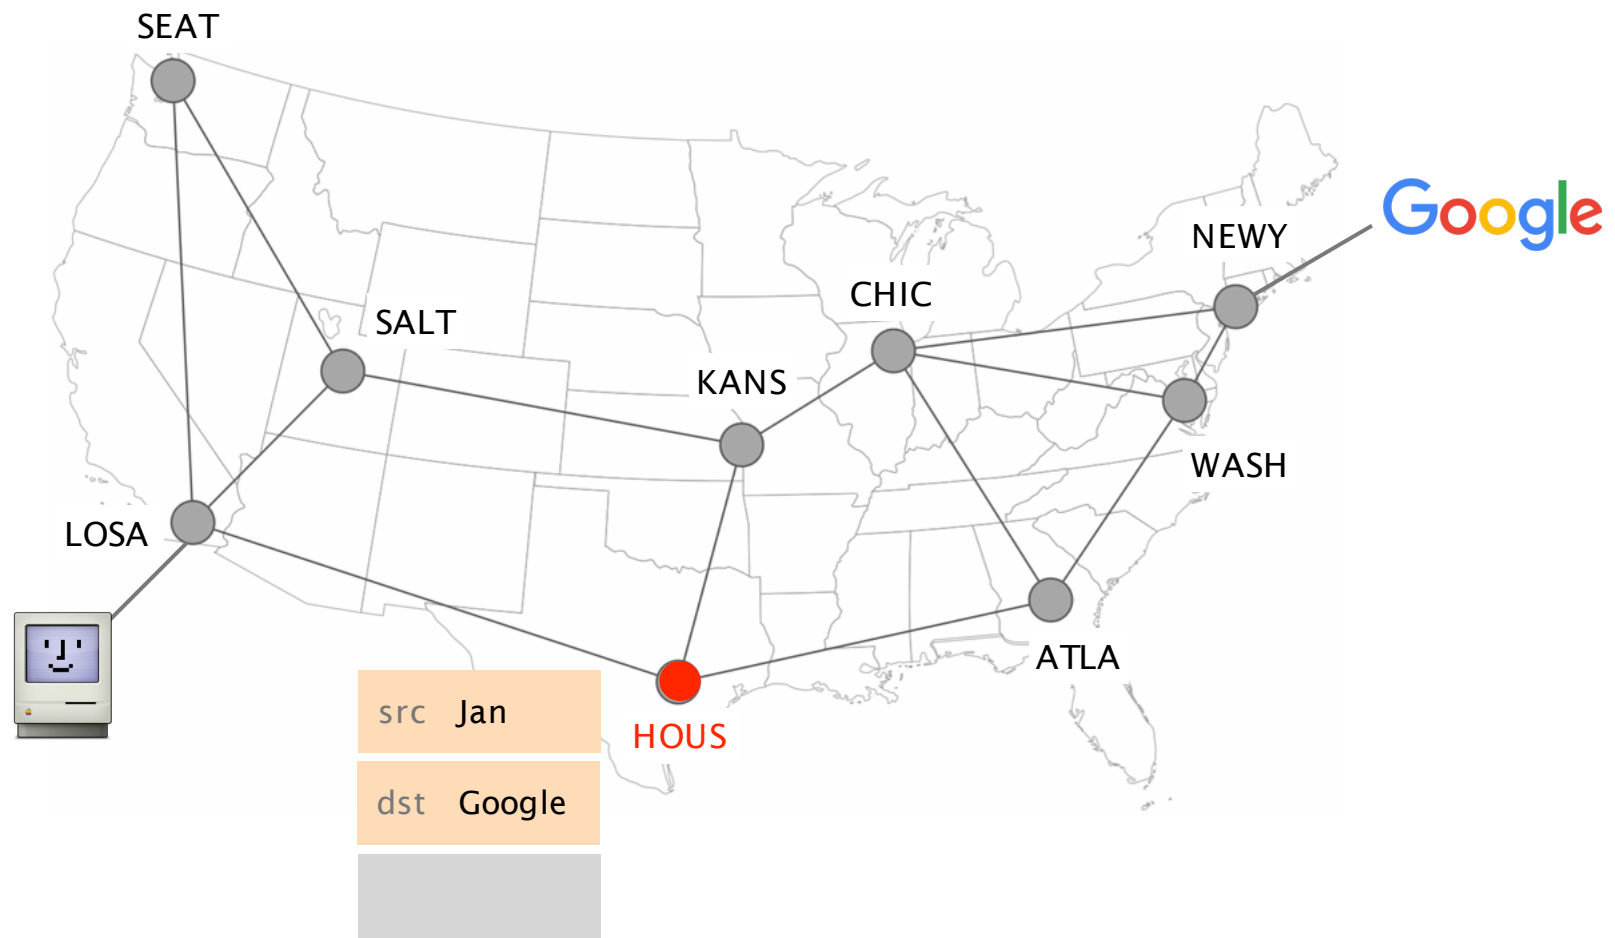 SEAT
Google
NEWY
CHIC
SALT
KANS
WASH
LOSA
ATLA
src Jan
HOUS
dst Google